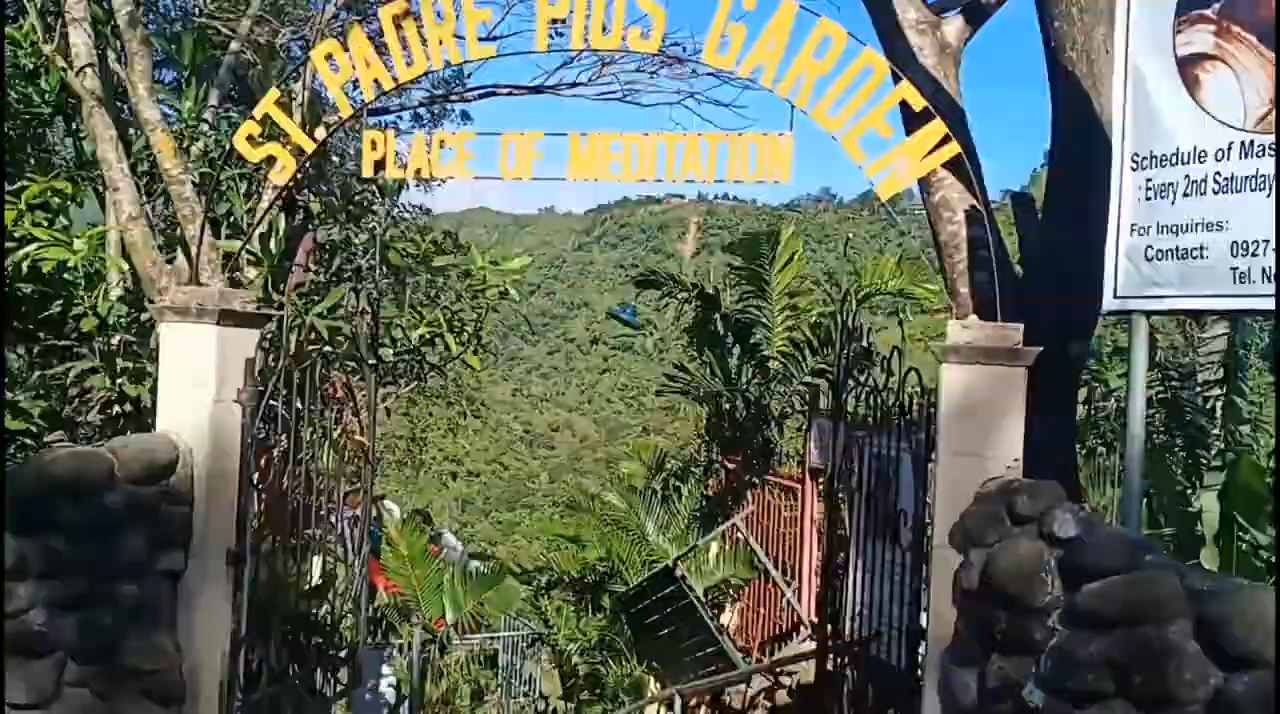 ST. PADRE PIOS GARDEN
PLACE OF MEDITATION
Schedule of Mas
: Every 2nd Saturday
For Inquiries:
Contact: 0927-
Tel. N